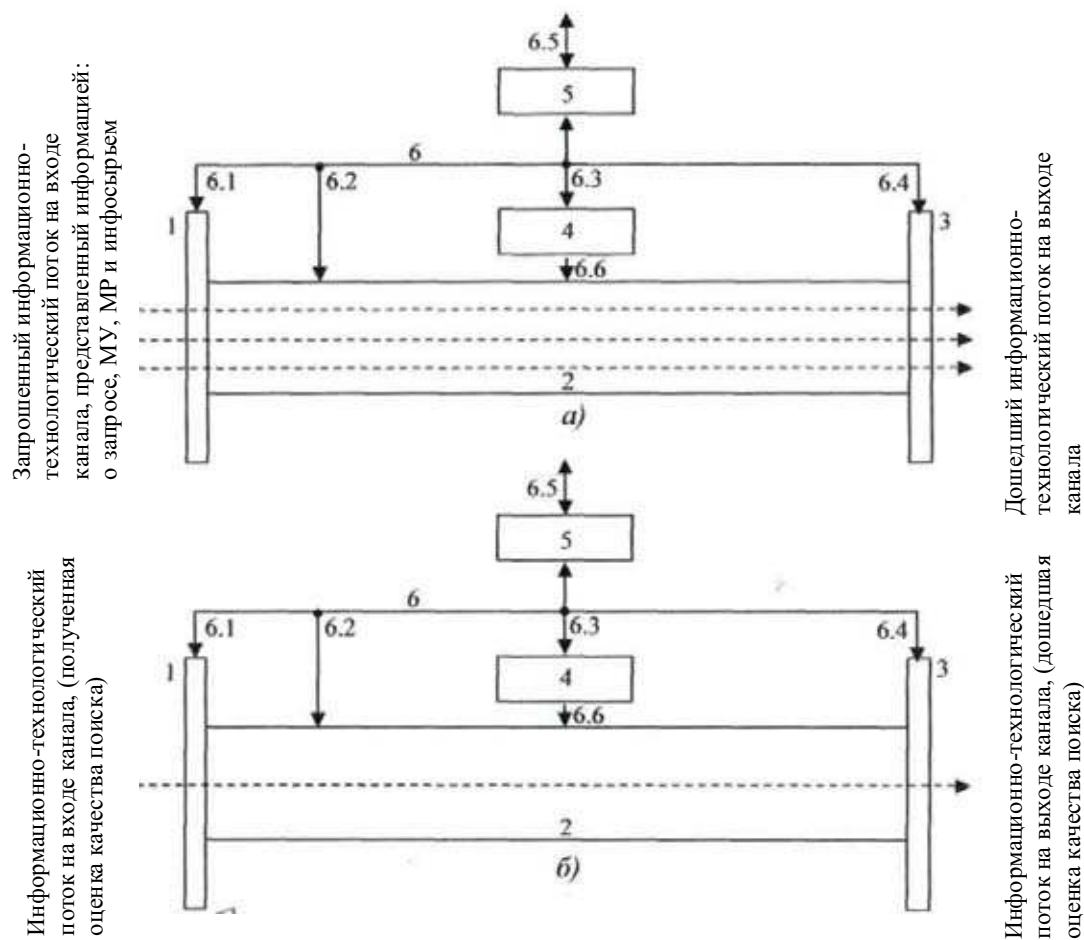 Запрошенный информационно-
технологический поток на входе
канала, представленный информацией:
о запросе, МУ, МР и инфосырьем
6.5
5
6
6.1
6.2
6.3
6.4
1
4
3
6.6
2
а)
Дошедший информационно-
технологический поток на выходе
канала
Информационно-технологический
поток на входе канала, (полученная
оценка качества поиска)
6.5
5
6
6.1
6.2
6.3
6.4
1
4
3
6.6
2
б)
Информационно-технологический
поток на выходе канала, (дошедшая
оценка качества поиска)